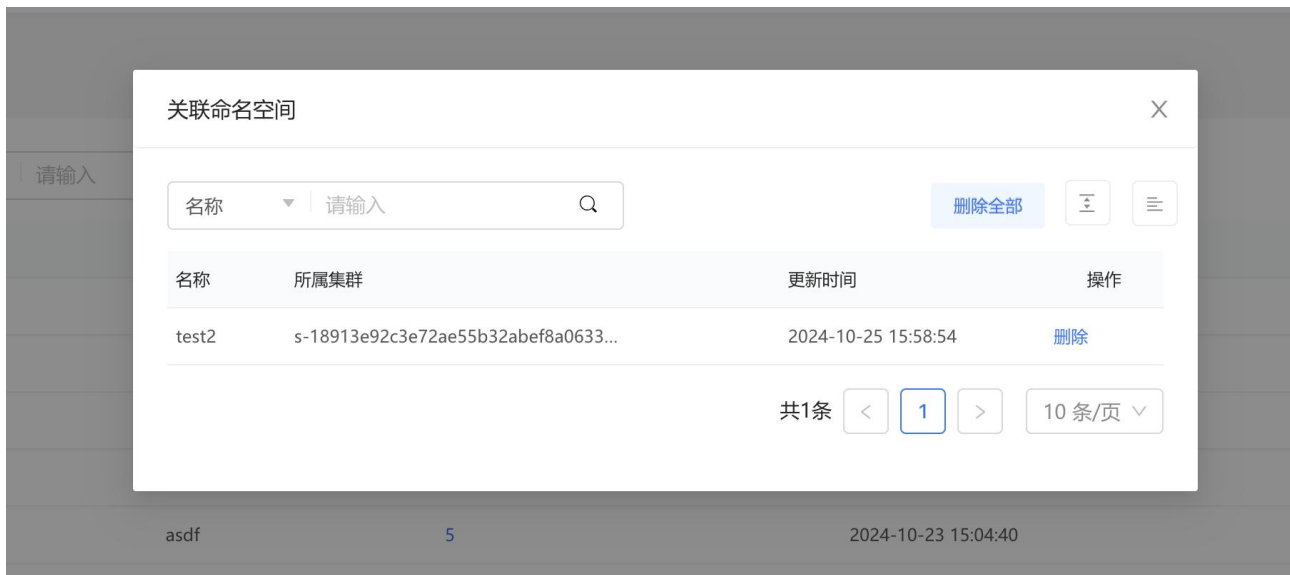 关联命名空间
请输入
名称 请输入 删除全部
名称 所属集群 更新时间 操作
test2 s-18913e92c3e72ae55b32abef8a0633... 2024-10-25 15:58:54 删除
共1条 1 10 条/页
asdf 5 2024-10-23 15:04:40